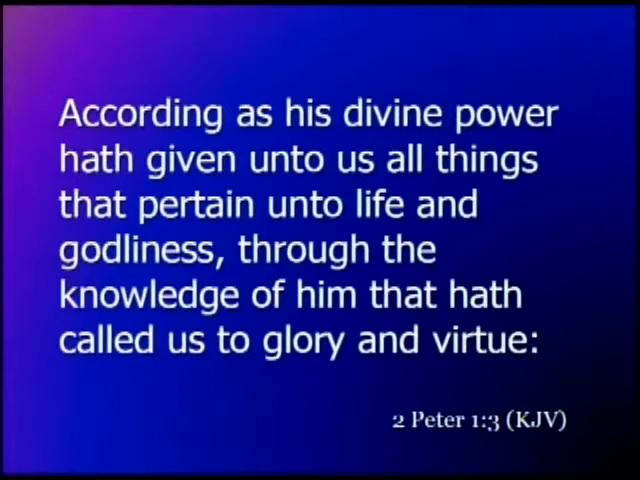 According as his divine power
hath given unto us all things
that pertain unto life and
godliness, through the
knowledge of him that hath
called us to glory and virtue:
2 Peter 1:3 (KJV)